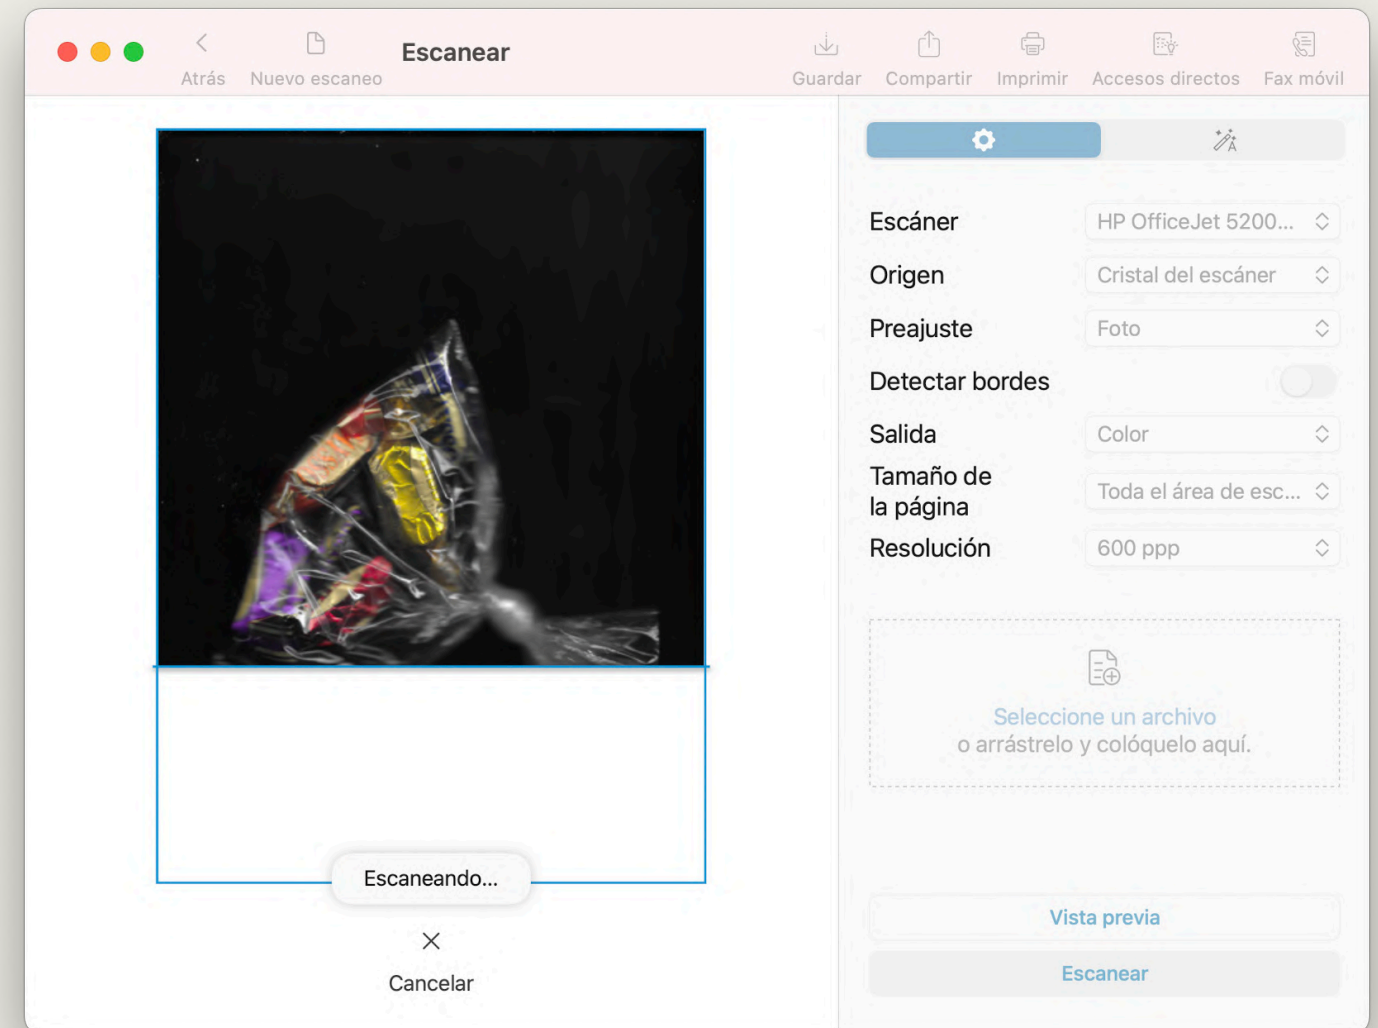 Escanear
Atrás
Nuevo escaneo
Guardar
Compartir
Imprimir
Accesos directos
Fax móvil
Escáner
HP OfficeJet 5200...
Origen
Cristal del escáner
Preajuste
Foto
Detectar bordes
Salida
Color
Tamaño de
la página
Toda el área de esc...
Resolución
600 ppp
Seleccione un archivo
o arrástrelo y colóquelo aquí.
Escaneando...
Cancelar
Vista previa
Escanear